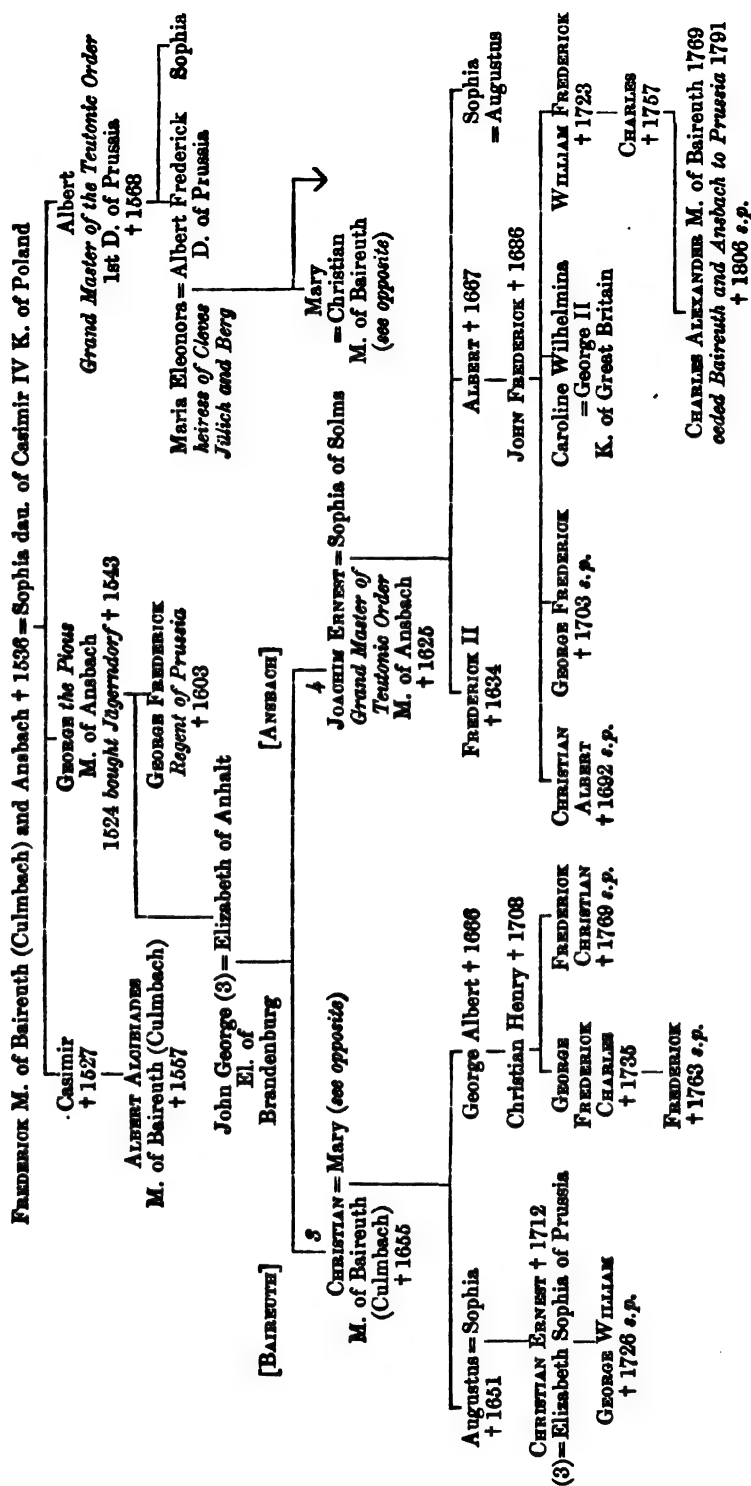 FREDERICK M. of Baireuth (Culmbach) and Ansbach † 1536 = Sophia dau. of Casimir IV K. of Poland
Casimir
† 1527
GEORGE the Pious
M. of Ansbach
1524 bought Jägerndorf † 1543
Albert
Grand Master of the Teutonic Order
1st D. of Prussia
† 1568
ALBERT ALCIBIADES
M. of Baireuth (Culmbach)
† 1557
GEORGE FREDERICK
Regent of Prussia
† 1603
Maria Eleonora = Albert Frederick
heiress of Cleves
Jülich and Berg
D. of Prussia
Sophia
John George (3) = Elizabeth of Anhalt
El. of
Brandenburg
Mary
= Christian
M. of Baireuth
(see opposite)
[BAIREUTH]
[ANSBACH]
3
CHRISTIAN = Mary (see opposite)
M. of Baireuth
(Culmbach)
† 1655
4
JOACHIM ERNEST = Sophia of Solms
Grand Master of
Teutonic Order
M. of Ansbach
† 1625
Augustus = Sophia
† 1651
George Albert † 1666
FREDERICK II
† 1634
ALBERT † 1667
Sophia
= Augustus
CHRISTIAN ERNEST † 1712
(3) = Elizabeth Sophia of Prussia
Christian Henry † 1708
JOHN FREDERICK † 1686
GEORGE WILLIAM
† 1726 s.p.
GEORGE
FREDERICK
CHARLES
† 1735
FREDERICK
CHRISTIAN
† 1769 s.p.
CHRISTIAN
ALBERT
† 1692 s.p.
GEORGE FREDERICK
† 1703 s.p.
Caroline Wilhelmina
= George II
K. of Great Britain
WILLIAM FREDERICK
† 1723
FREDERICK
† 1763 s.p.
CHARLES
† 1757
CHARLES ALEXANDER M. of Baireuth 1769
ceded Baireuth and Ansbach to Prussia 1791
† 1806 s.p.